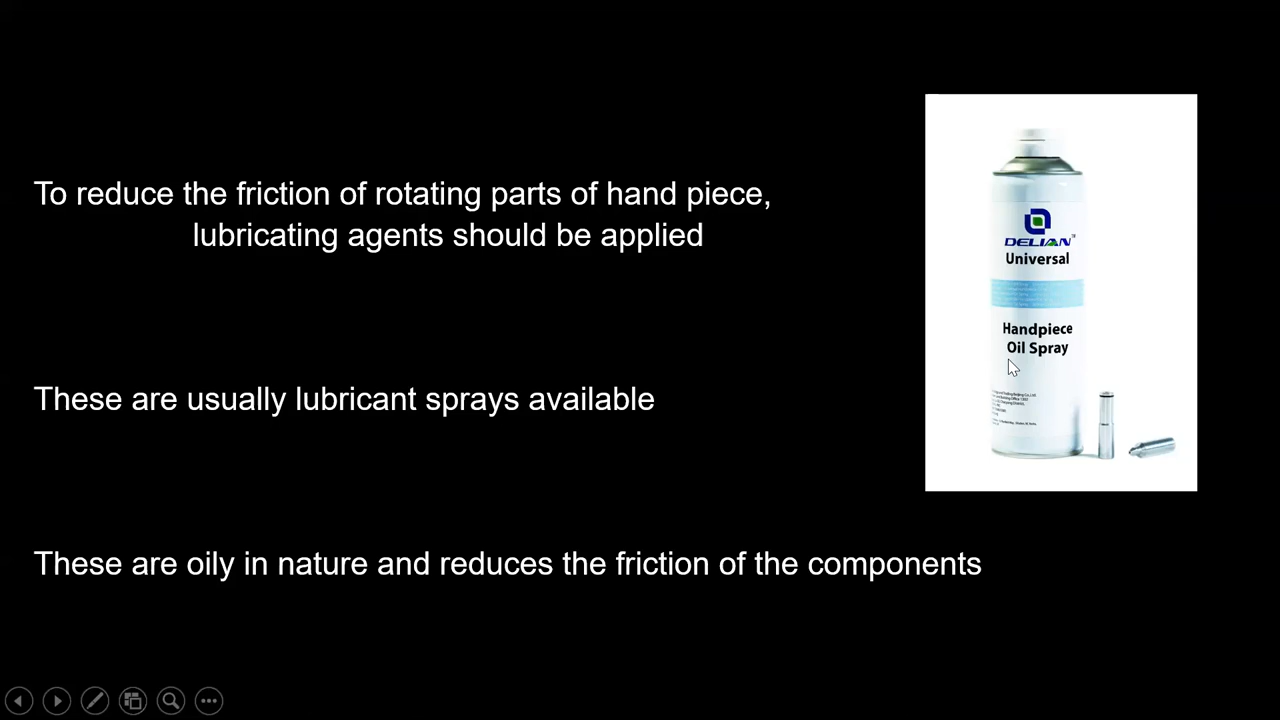 To reduce the friction of rotating parts of hand piece,
lubricating agents should be applied
These are usually lubricant sprays available
These are oily in nature and reduces the friction of the components
DELIAN
TM
Universal
Handpiece
Oil Spray